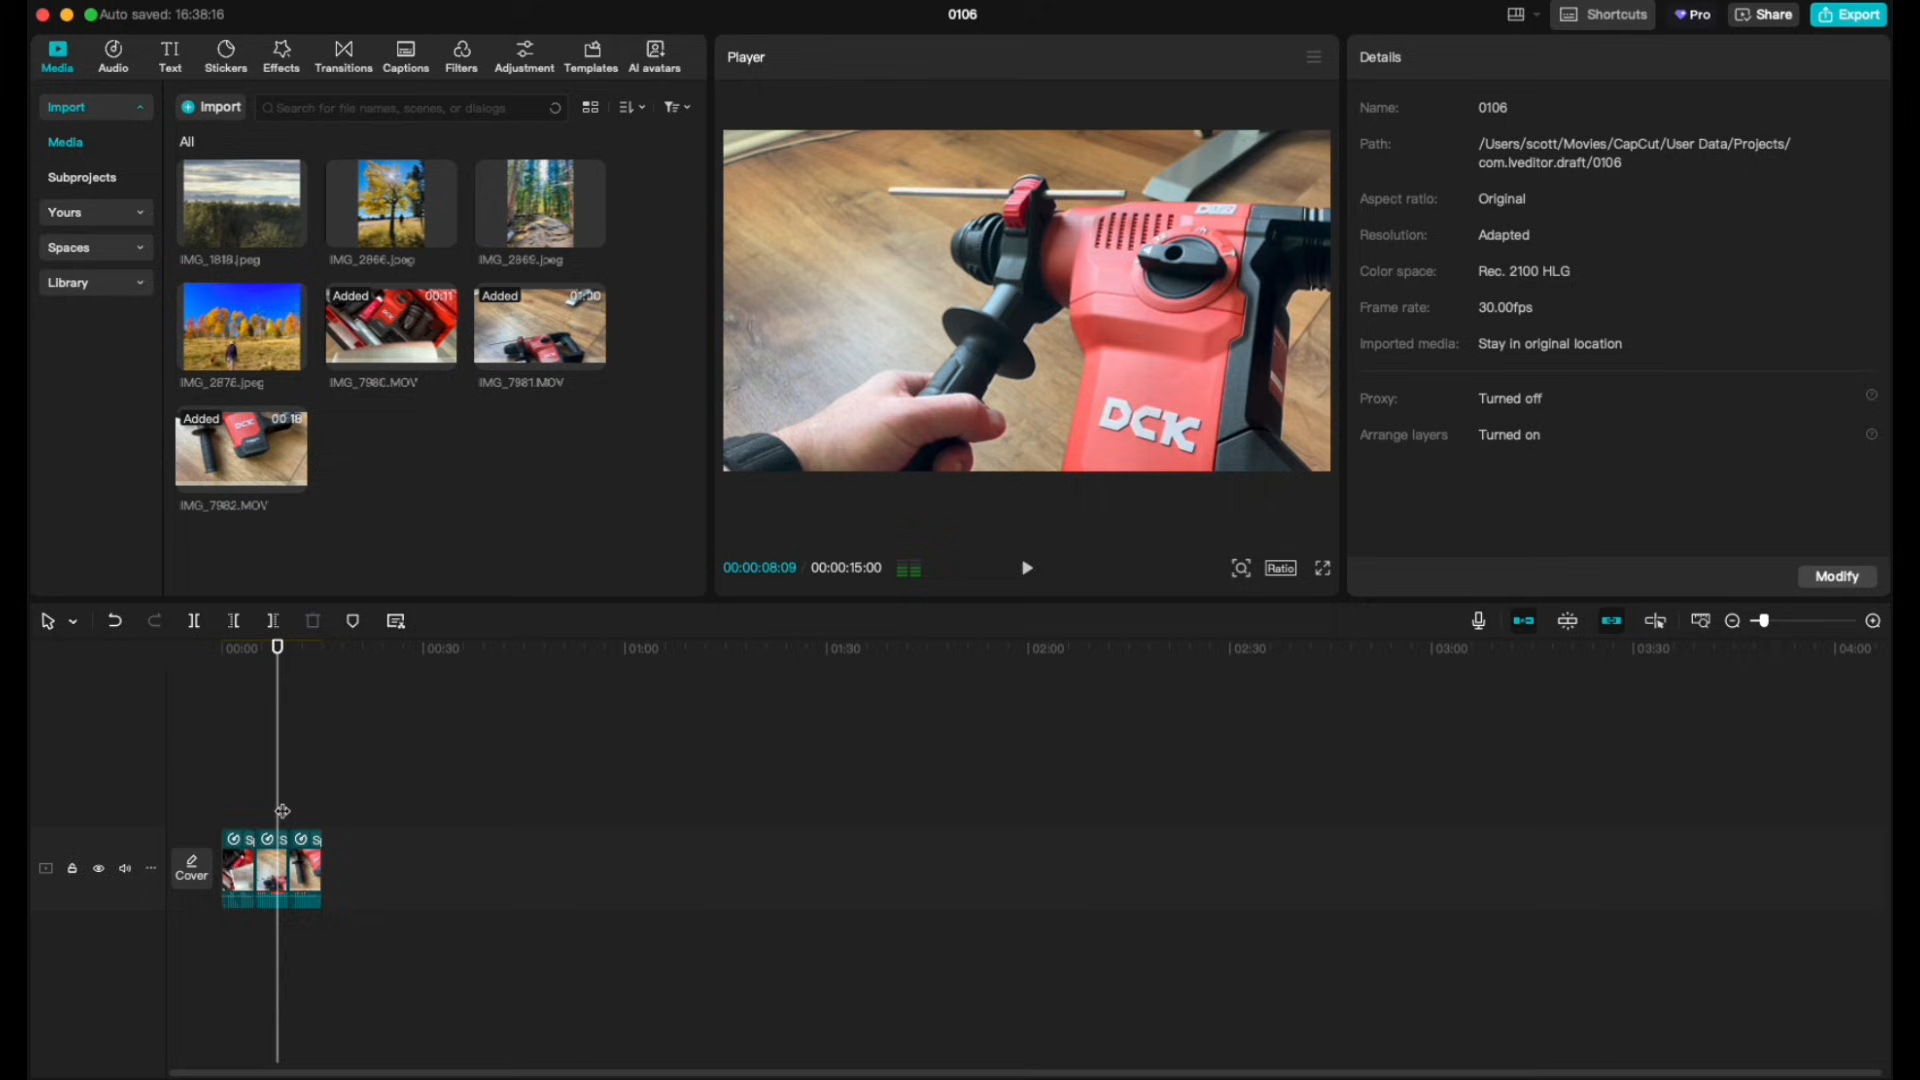 Auto saved: 16:38:16
0106
Shortcuts
Pro
Share
Export
Media
Audio
TI
Text
Stickers
Effects
Transitions
Captions
Filters
Adjustment
Templates
AI avatars
Player
Details
Import
Import
Search for file names, scenes, or dialogs
Media
Subprojects
Yours
Spaces
Library
All
IMG_1818.jpeg
IMG_2866.jpeg
IMG_2869.jpeg
IMG_2876.jpeg
Added 00:11
IMG_7980.MOV
Added 01:00
IMG_7981.MOV
Added 00:18
IMG_7982.MOV
DCK
00:00:08:09 / 00:00:15:00
Ratio
Name: 0106
Path: /Users/scott/Movies/CapCut/User Data/Projects/
com.lveditor.draft/0106
Aspect ratio: Original
Resolution: Adapted
Color space: Rec. 2100 HLG
Frame rate: 30.00fps
Imported media: Stay in original location
Proxy: Turned off
Arrange layers Turned on
Modify
00:00
00:30
01:00
01:30
02:00
02:30
03:00
03:30
04:00
Cover